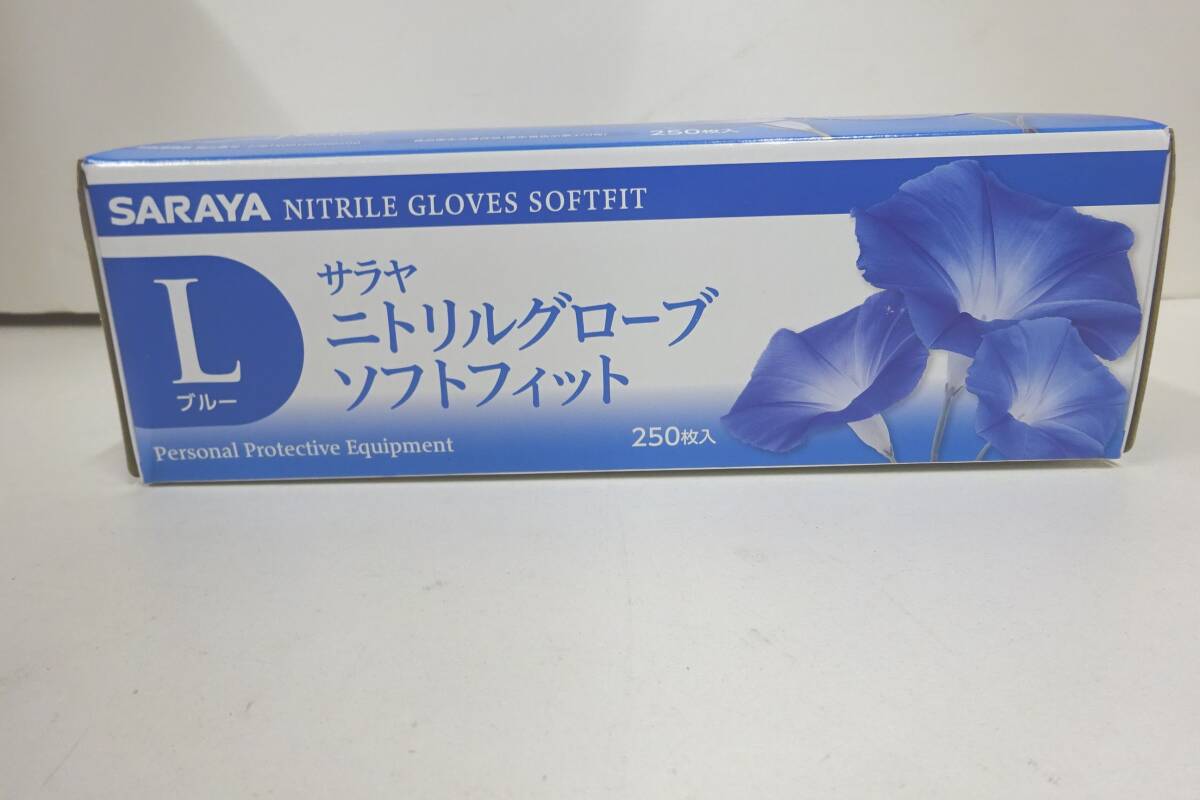 250枚入
SARAYA NITRILE GLOVES SOFTFIT
L
ブルー
サラヤ
ニトリルグローブ
ソフトフィット
Personal Protective Equipment
250枚入